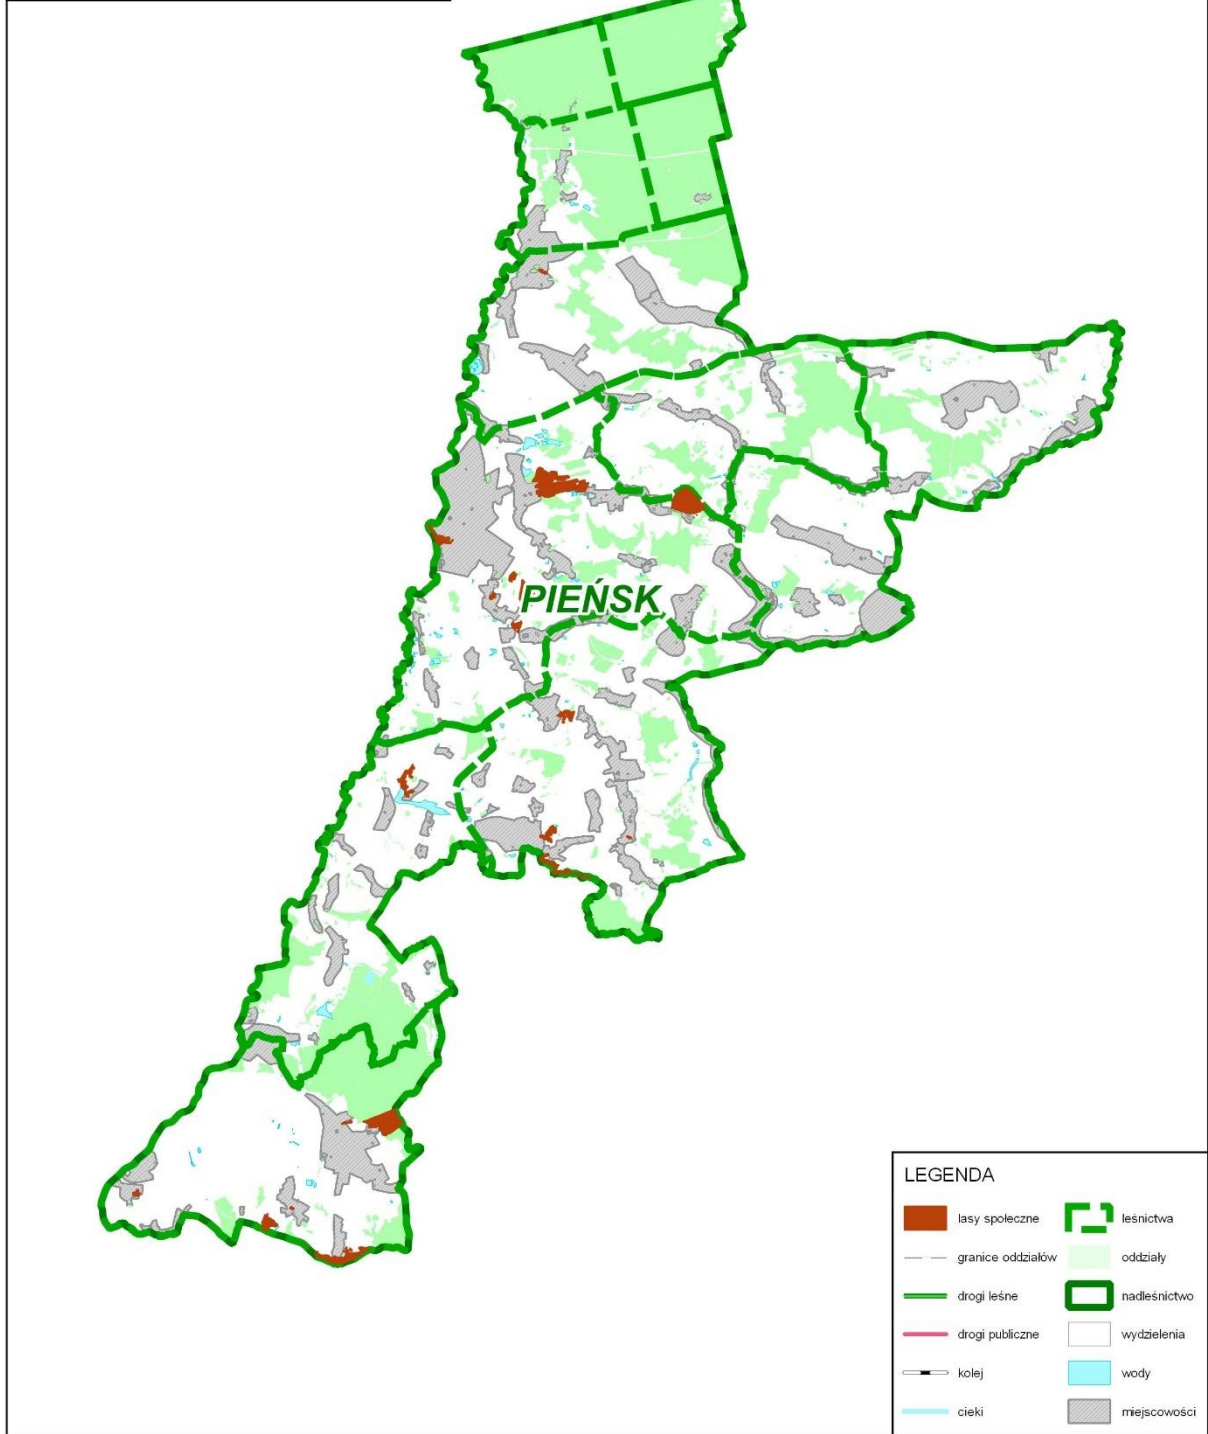 PIEŃSK
LEGENDA
lasy społeczne
leśnictwa
granice oddziałów
oddziały
drogi leśne
nadleśnictwo
drogi publiczne
wydzielenia
kolej
wody
cieki
miejscowości